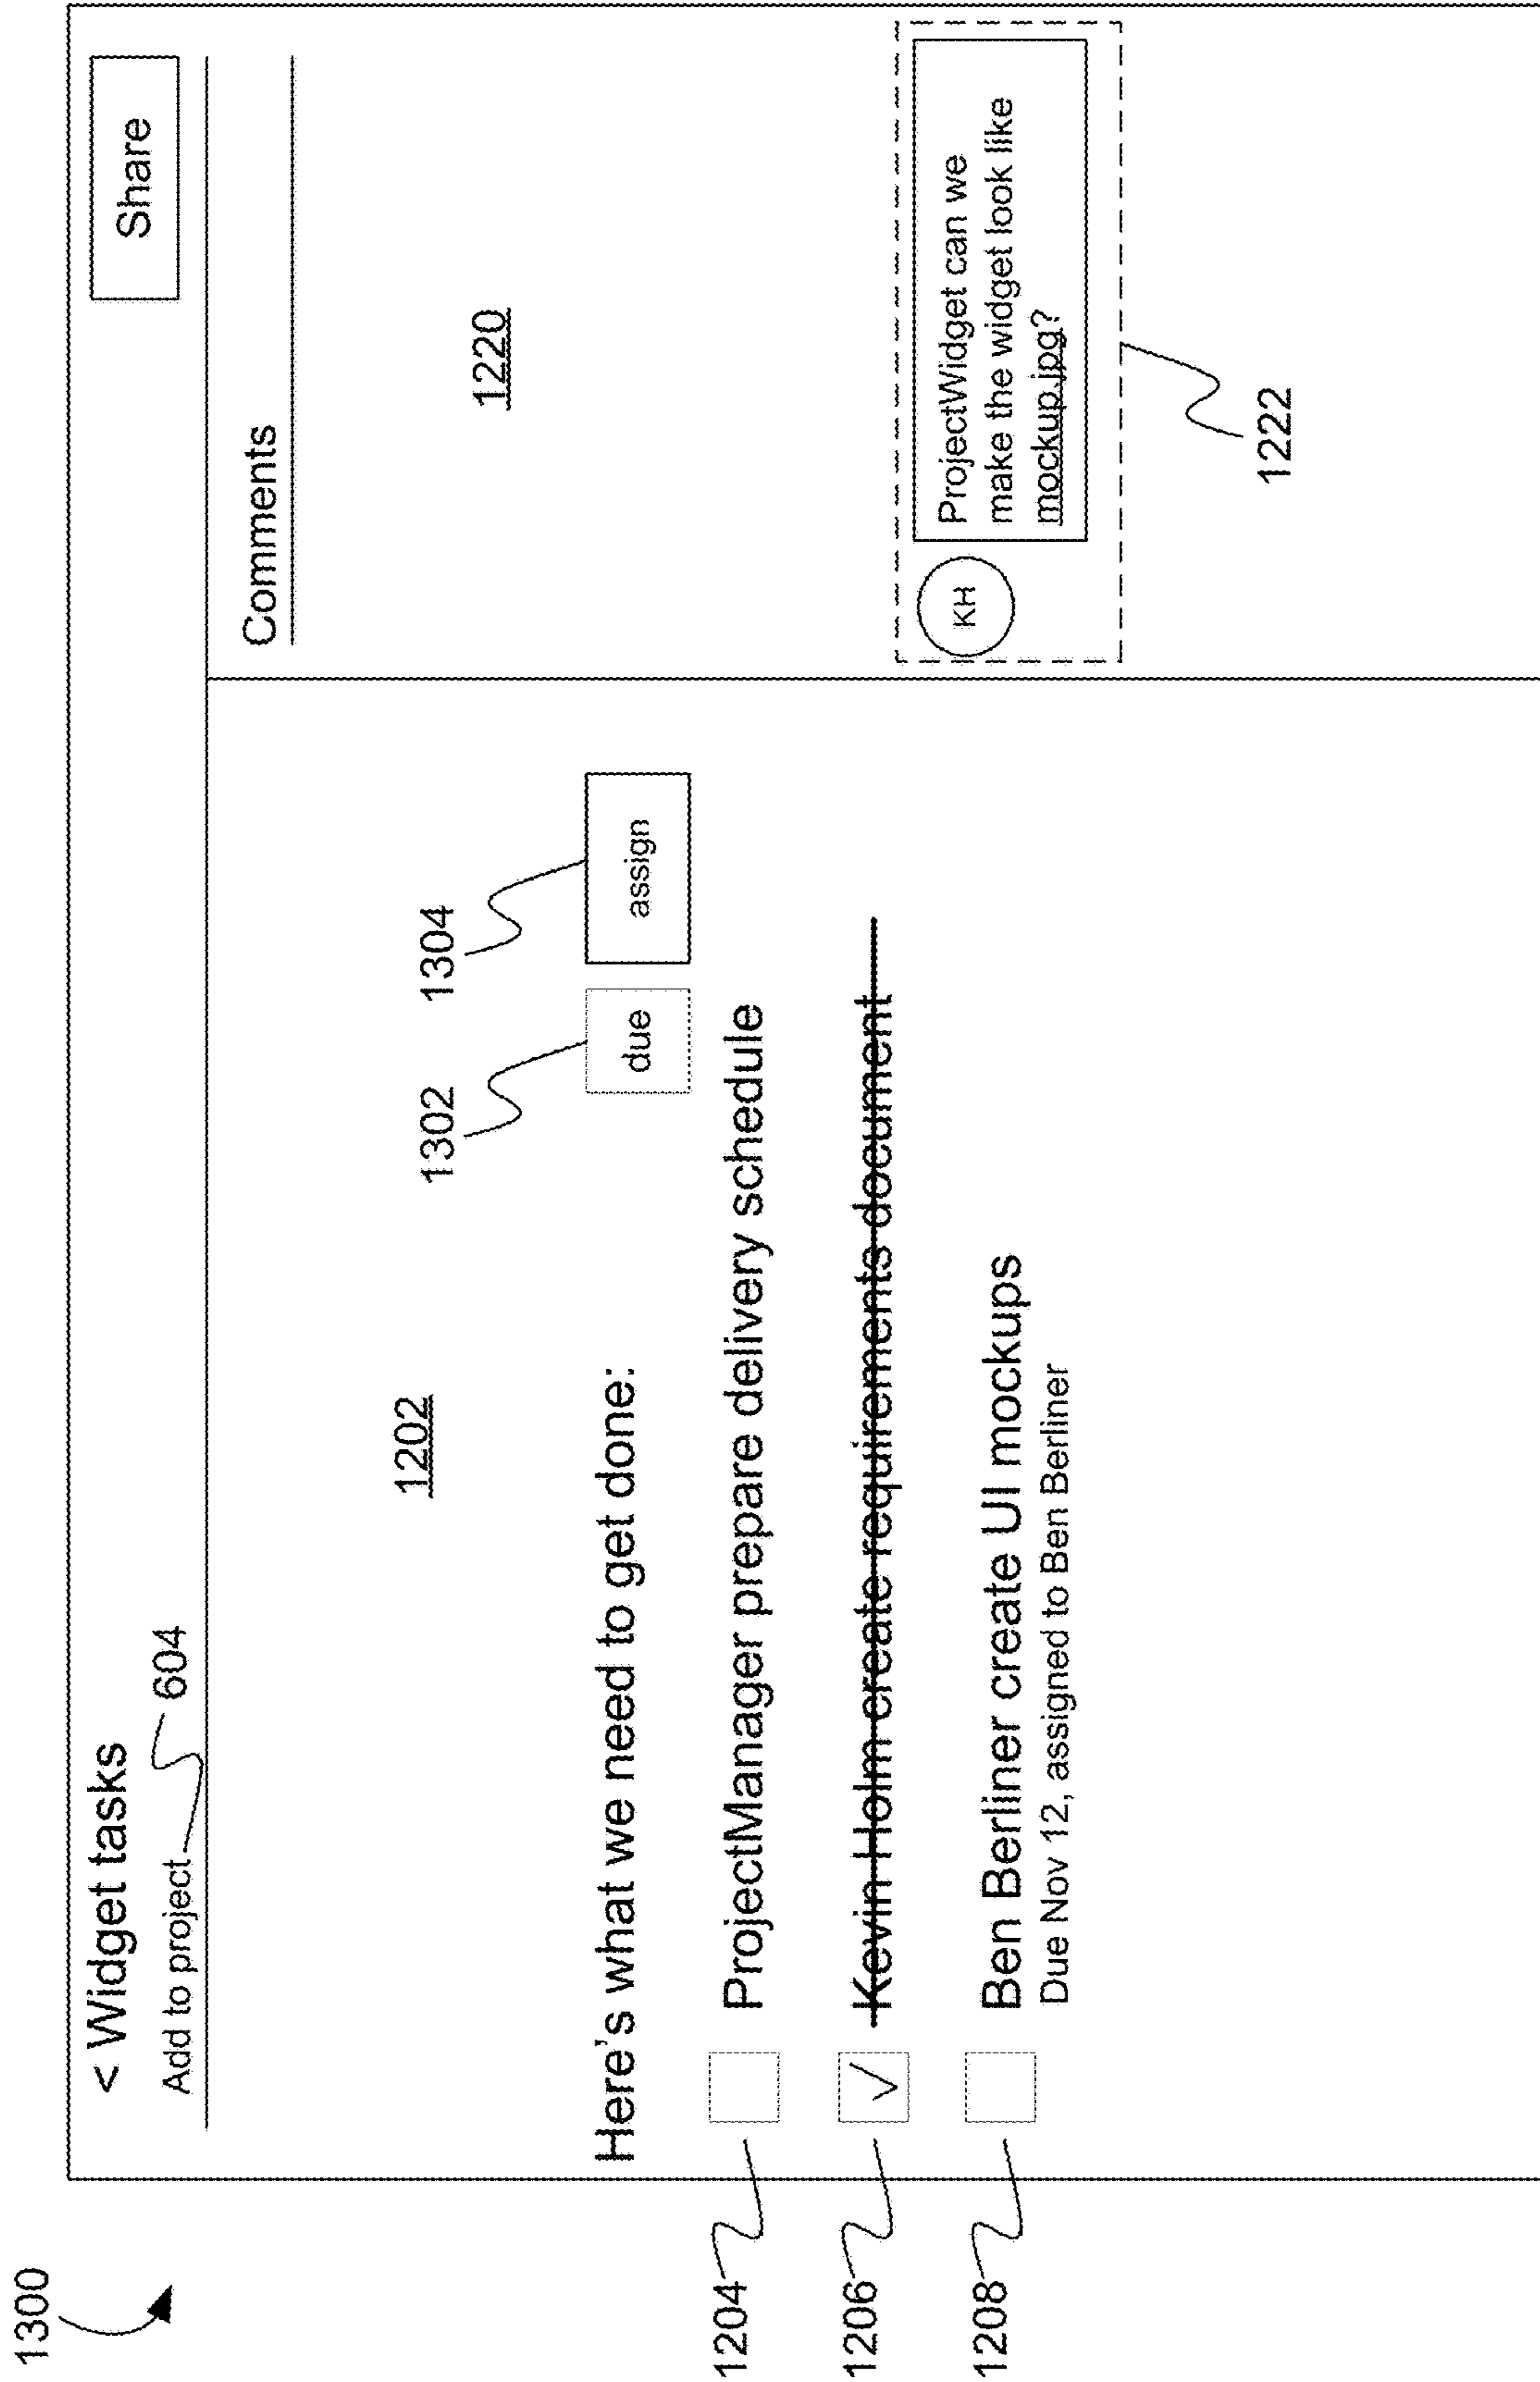 1300
< Widget tasks
Add to project
604
Share
1202
Comments
1220
1302
1304
Here's what we need to get done:
due
assign
1204
ProjectManager prepare delivery schedule
1206
√
Kevin Holm create requirements document
1208
Ben Berliner create UI mockups
Due Nov 12, assigned to Ben Berliner
KH
ProjectWidget can we
make the widget look like
mockup.jpg?
1222